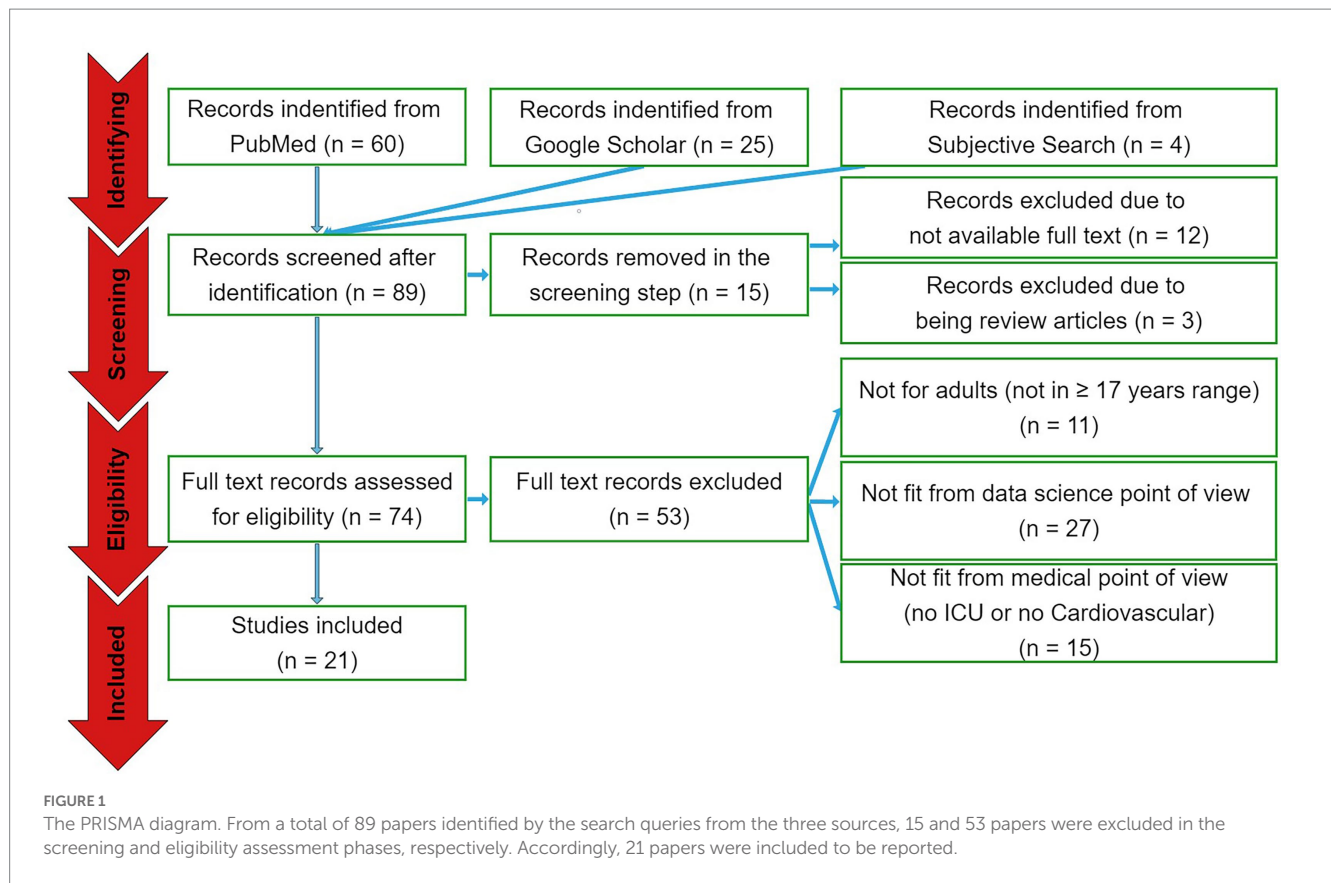 Identifying
Records indentified from
PubMed (n = 60)
Records indentified from
Google Scholar (n = 25)
Records indentified from
Subjective Search (n = 4)
Screening
Records screened after
identification (n = 89)
Records removed in the
screening step (n = 15)
Records excluded due to
not available full text (n = 12)
Records excluded due to
being review articles (n = 3)
Eligibility
Full text records assessed
for eligibility (n = 74)
Full text records excluded
(n = 53)
Not for adults (not in ≥ 17 years range)
(n = 11)
Not fit from data science point of view
(n = 27)
Not fit from medical point of view
(no ICU or no Cardiovascular)
(n = 15)
Included
Studies included
(n = 21)
FIGURE 1
The PRISMA diagram. From a total of 89 papers identified by the search queries from the three sources, 15 and 53 papers were excluded in the
screening and eligibility assessment phases, respectively. Accordingly, 21 papers were included to be reported.